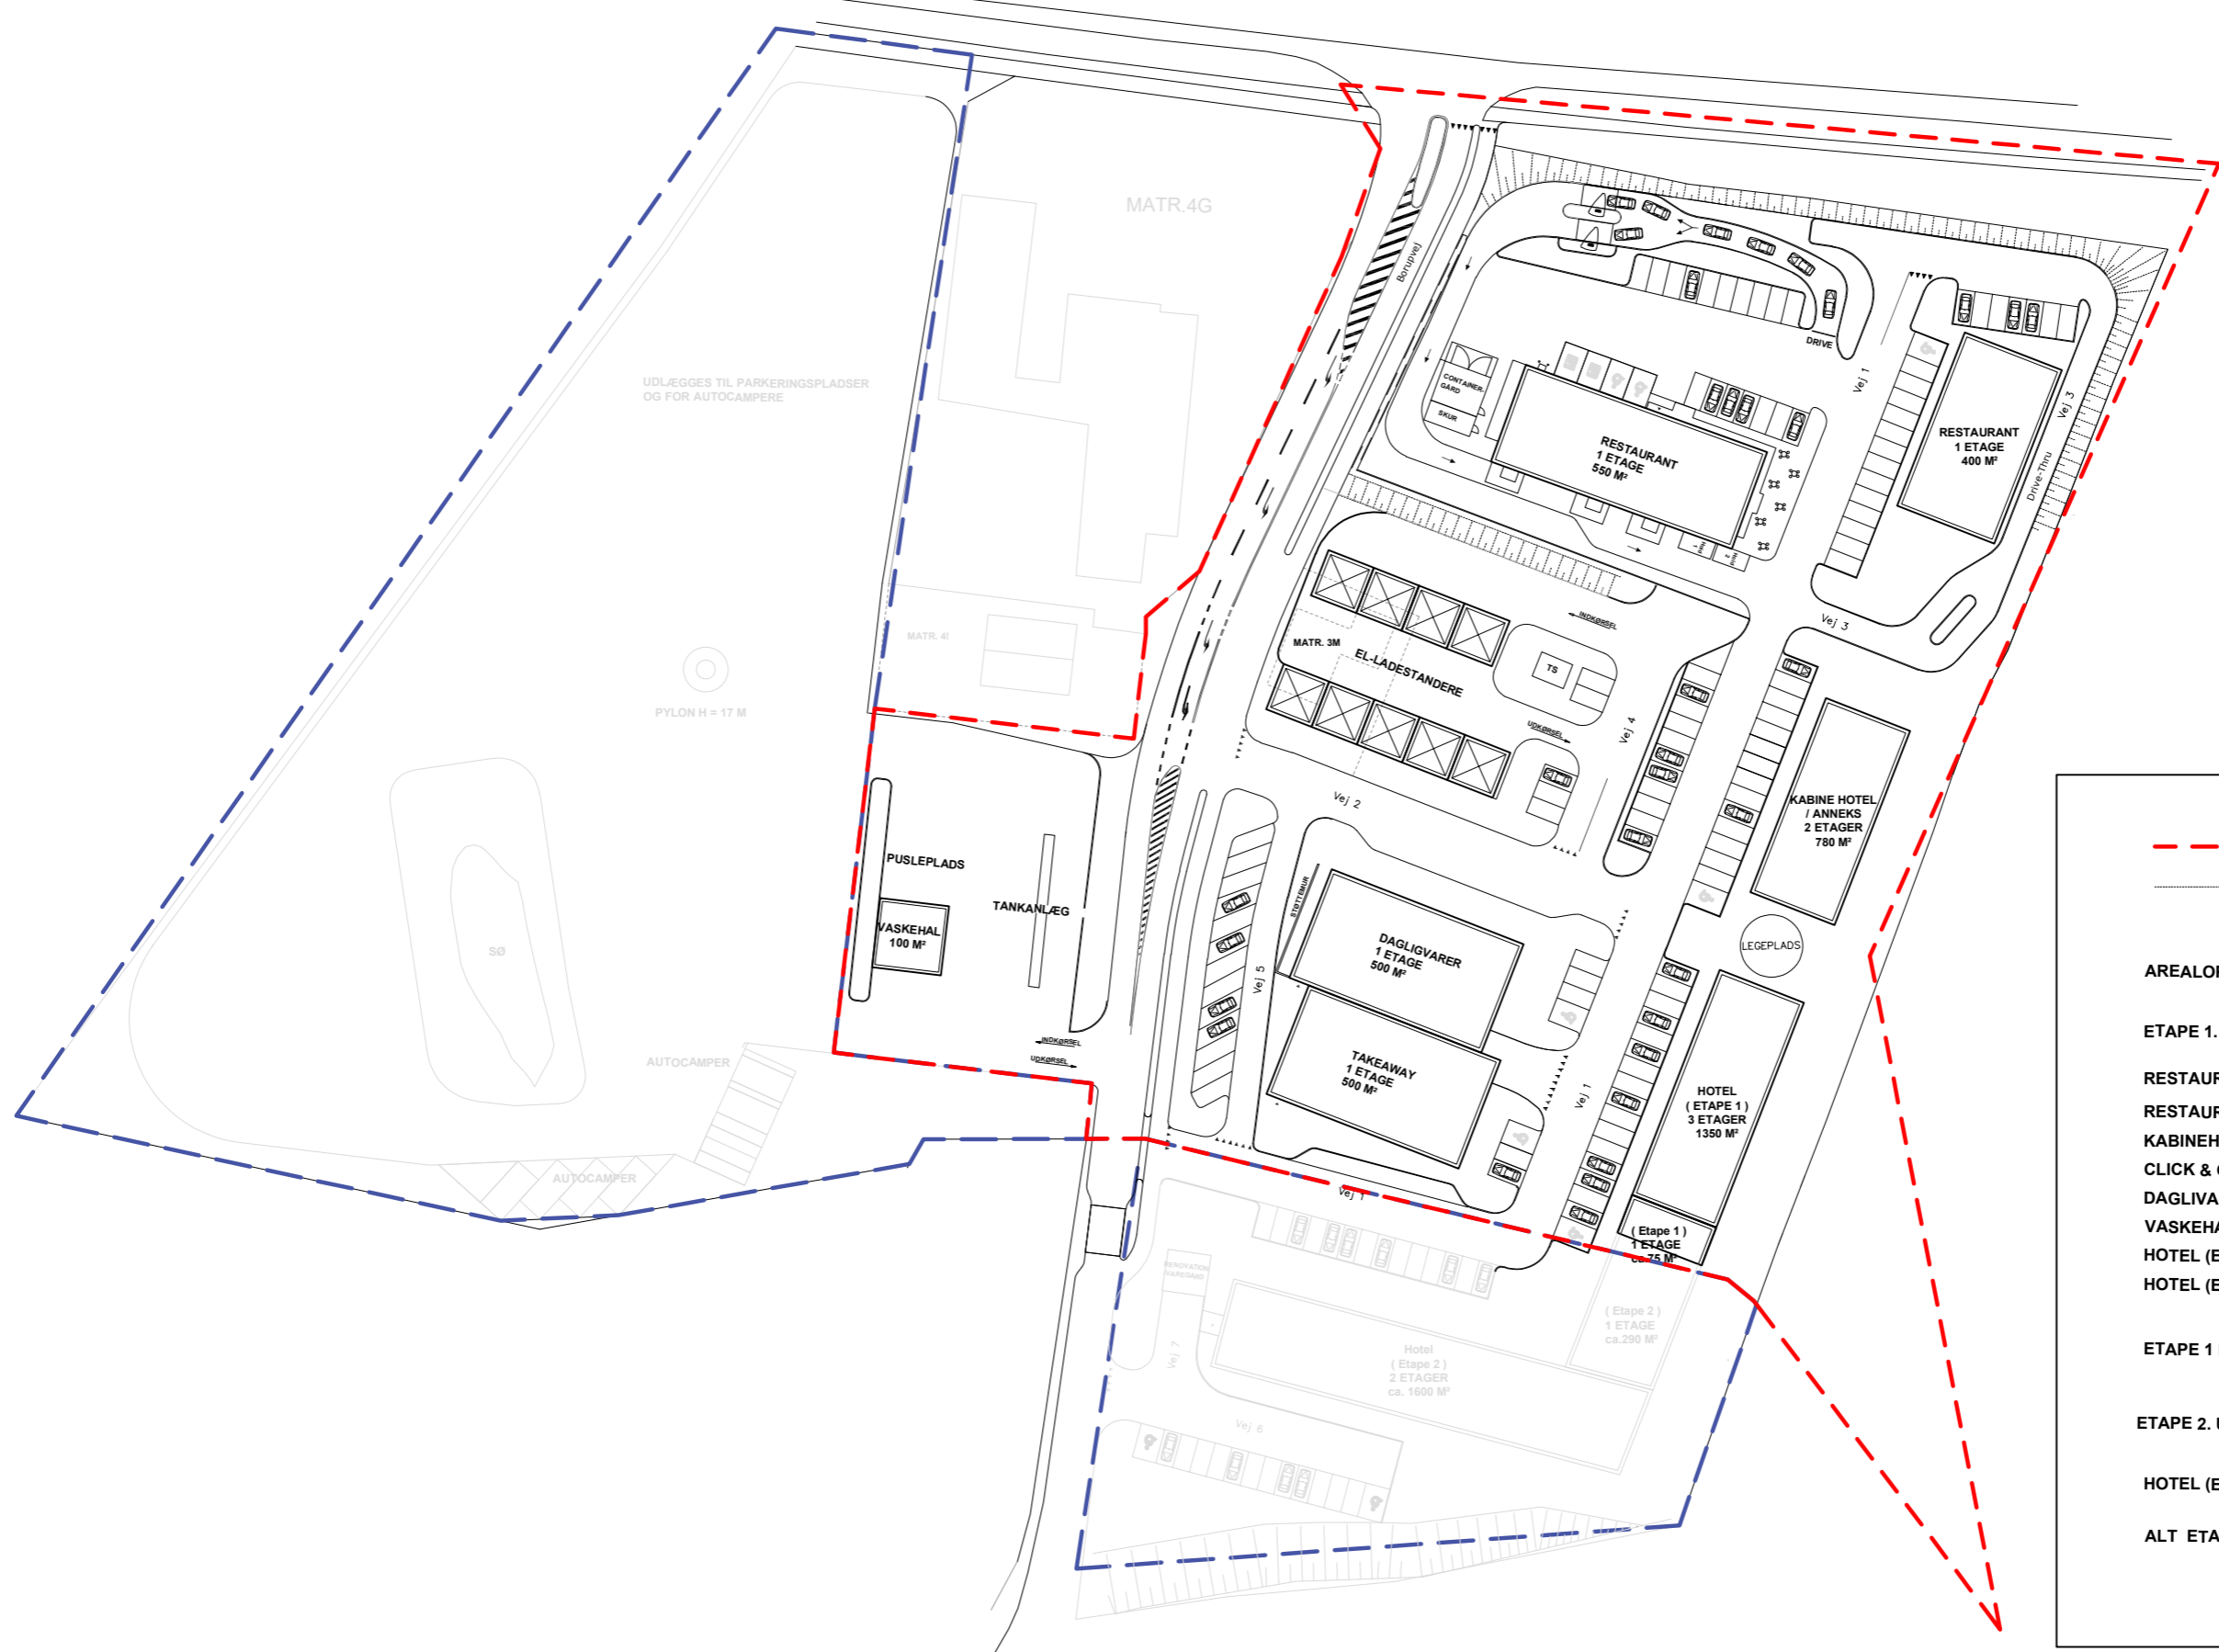 MATR.4G
UDLÆGGES TIL PARKERINGSPLADSER
OG FOR AUTOCAMPERE
MATR. 4I
PYLON H = 17 M
SØ
AUTOCAMPER
AUTOCAMPER
PUSLEPLADS
VASKEHAL
100 M²
TANKANLÆG
INDKØRSEL
UDKØRSEL
Borupvej
CONTAINER-
GÅRD
SKUR
DRIVE
RESTAURANT
1 ETAGE
550 M²
Vej 1
RESTAURANT
1 ETAGE
400 M²
Vej 3
Drive-Thru
Vej 3
INDKØRSEL
MATR. 3M
EL-LADESTANDERE
TS
UDKØRSEL
Vej 4
Vej 2
KABINE HOTEL
/ ANNEKS
2 ETAGER
780 M²
LEGEPLADS
STØTTEMUR
DAGLIGVARER
1 ETAGE
500 M²
Vej 5
TAKEAWAY
1 ETAGE
500 M²
Vej 1
HOTEL
( ETAPE 1 )
3 ETAGER
1350 M²
Vej 1
( Etape 1 )
1 ETAGE
ca.75 M²
RENOVATION
VAREGÅRD
Vej 7
Hotel
( Etape 2 )
2 ETAGER
ca. 1600 M²
( Etape 2 )
1 ETAGE
ca.290 M²
Vej 6
ETAPE 1.
RESTAUR
RESTAUR
KABINEH
CLICK &
DAGLIVA
VASKEHA
HOTEL (E
HOTEL (E
ETAPE 1
ETAPE 2.
HOTEL (E
ALT ETA